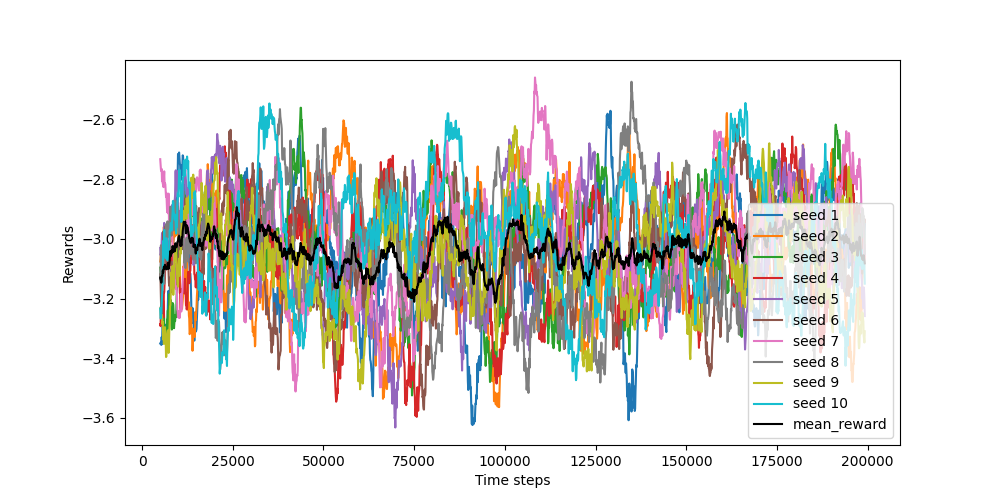 −2.6
−2.8
−3.0
−3.2
−3.4
−3.6
Rewards
0 25000 50000 75000 100000 125000 150000 175000 200000
Time steps
seed 1
seed 2
seed 3
seed 4
seed 5
seed 6
seed 7
seed 8
seed 9
seed 10
mean_reward